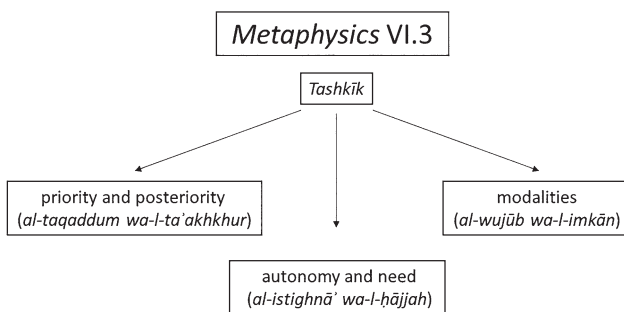 Metaphysics VI.3
Tashkīk
priority and posteriority
(al-taqaddum wa-l-taʾakhkhur)
autonomy and need
(al-istighnāʾ wa-l-ḥājjah)
modalities
(al-wujūb wa-l-imkān)